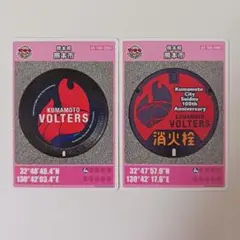 熊本県
熊本市
KUMAMOTO
VOLTERS
32°48'48.4"N
130°42'03.4"E
熊本県
熊本市
Kumamoto
City
Suidou
100th
Anniversary
KUMAMOTO
VOLTERS
消火栓
32°47'57.0"N
130°42'17.6"E